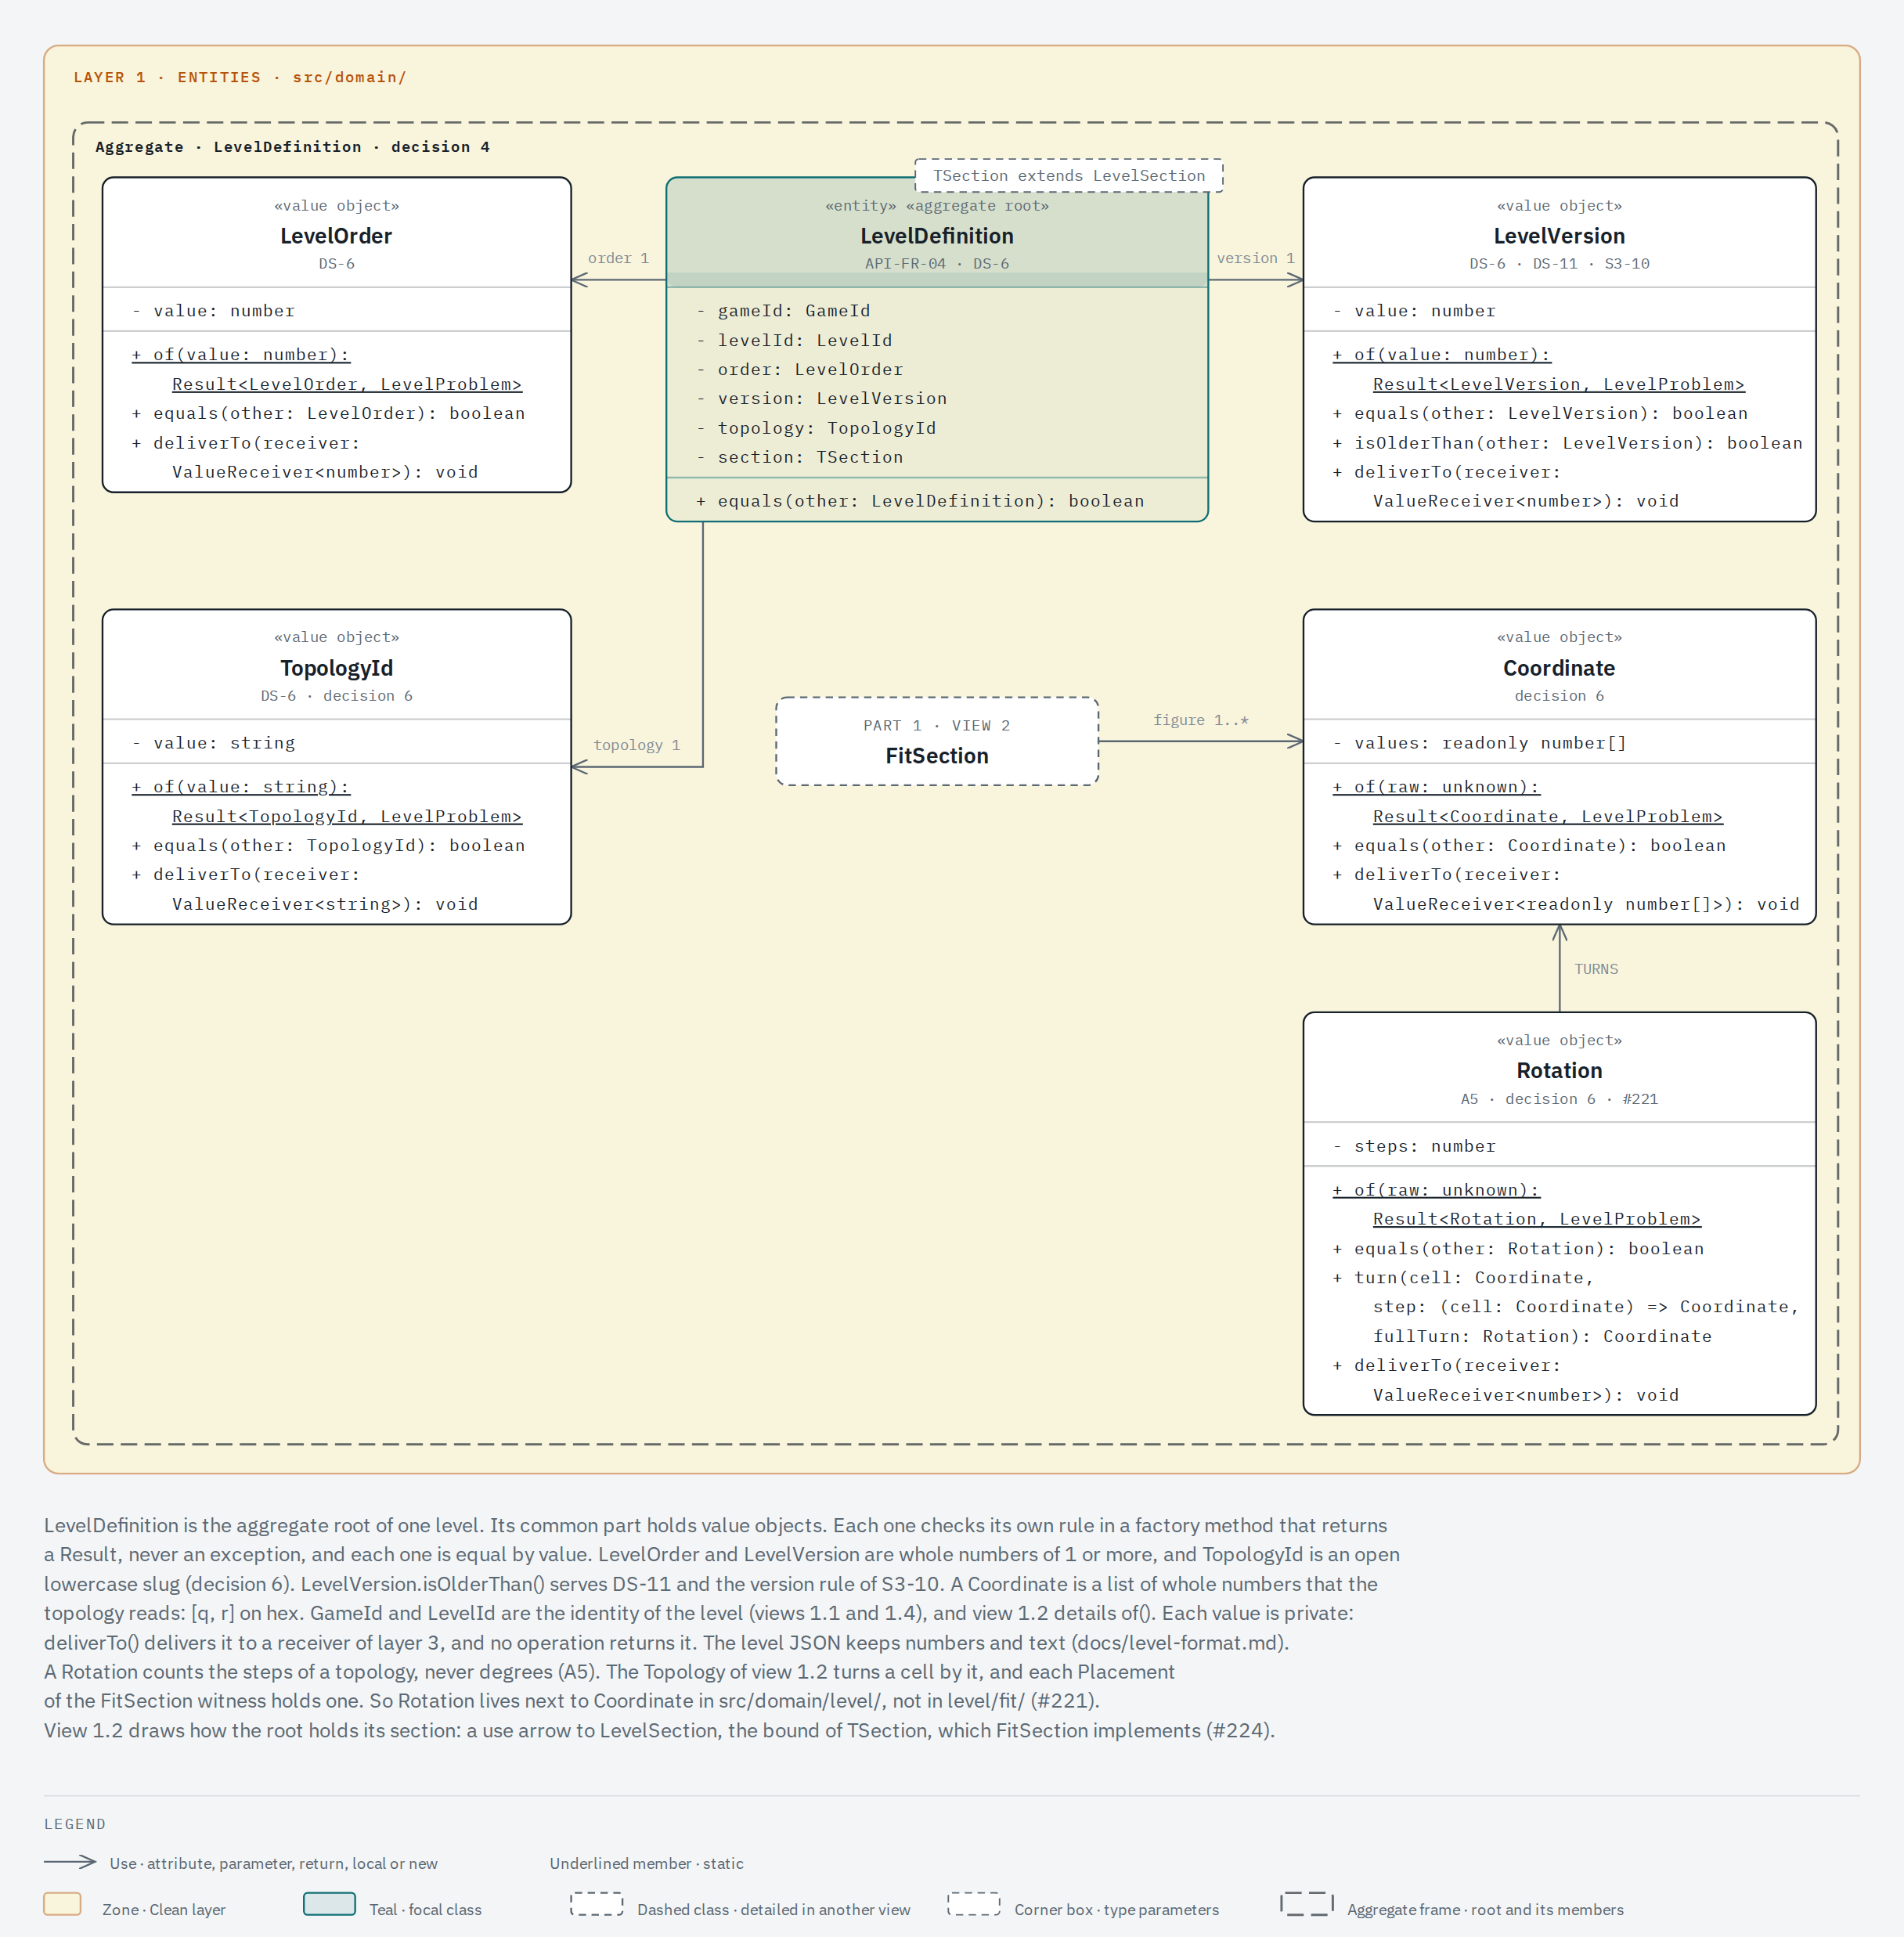 LAYER 1 · ENTITIES · src/domain/
Aggregate · LevelDefinition · decision 4
«value object»
LevelOrder
DS-6
- value: number
+ of(value: number):
Result<LevelOrder, LevelProblem>
+ equals(other: LevelOrder): boolean
+ deliverTo(receiver:
ValueReceiver<number>): void
order 1
TSection extends LevelSection
«entity» «aggregate root»
LevelDefinition
API-FR-04 · DS-6
- gameId: GameId
- levelId: LevelId
- order: LevelOrder
- version: LevelVersion
- topology: TopologyId
- section: TSection
+ equals(other: LevelDefinition): boolean
version 1
«value object»
LevelVersion
DS-6 · DS-11 · S3-10
- value: number
+ of(value: number):
Result<LevelVersion, LevelProblem>
+ equals(other: LevelVersion): boolean
+ isOlderThan(other: LevelVersion): boolean
+ deliverTo(receiver:
ValueReceiver<number>): void
«value object»
TopologyId
DS-6 · decision 6
- value: string
+ of(value: string):
Result<TopologyId, LevelProblem>
+ equals(other: TopologyId): boolean
+ deliverTo(receiver:
ValueReceiver<string>): void
topology 1
PART 1 · VIEW 2
FitSection
figure 1..*
«value object»
Coordinate
decision 6
- values: readonly number[]
+ of(raw: unknown):
Result<Coordinate, LevelProblem>
+ equals(other: Coordinate): boolean
+ deliverTo(receiver:
ValueReceiver<readonly number[]>): void
TURNS
«value object»
Rotation
A5 · decision 6 · #221
- steps: number
+ of(raw: unknown):
Result<Rotation, LevelProblem>
+ equals(other: Rotation): boolean
+ turn(cell: Coordinate,
step: (cell: Coordinate) => Coordinate,
fullTurn: Rotation): Coordinate
+ deliverTo(receiver:
ValueReceiver<number>): void
LevelDefinition is the aggregate root of one level. Its common part holds value objects. Each one checks its own rule in a factory method that returns
a Result, never an exception, and each one is equal by value. LevelOrder and LevelVersion are whole numbers of 1 or more, and TopologyId is an open
lowercase slug (decision 6). LevelVersion.isOlderThan() serves DS-11 and the version rule of S3-10. A Coordinate is a list of whole numbers that the
topology reads: [q, r] on hex. GameId and LevelId are the identity of the level (views 1.1 and 1.4), and view 1.2 details of(). Each value is private:
deliverTo() delivers it to a receiver of layer 3, and no operation returns it. The level JSON keeps numbers and text (docs/level-format.md).
A Rotation counts the steps of a topology, never degrees (A5). The Topology of view 1.2 turns a cell by it, and each Placement
of the FitSection witness holds one. So Rotation lives next to Coordinate in src/domain/level/, not in level/fit/ (#221).
View 1.2 draws how the root holds its section: a use arrow to LevelSection, the bound of TSection, which FitSection implements (#224).
LEGEND
Use · attribute, parameter, return, local or new
Underlined member · static
Zone · Clean layer
Teal · focal class
Dashed class · detailed in another view
Corner box · type parameters
Aggregate frame · root and its members